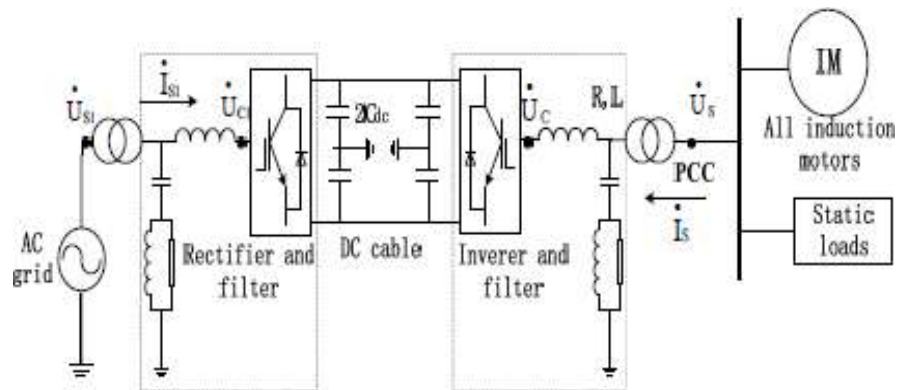 U̇S1
İS1
U̇C1
2Cdc
U̇C
R,L
U̇S
IM
All induction
motors
PCC
İS
AC
grid
Rectifier and
filter
DC cable
Inverer and
filter
Static
loads